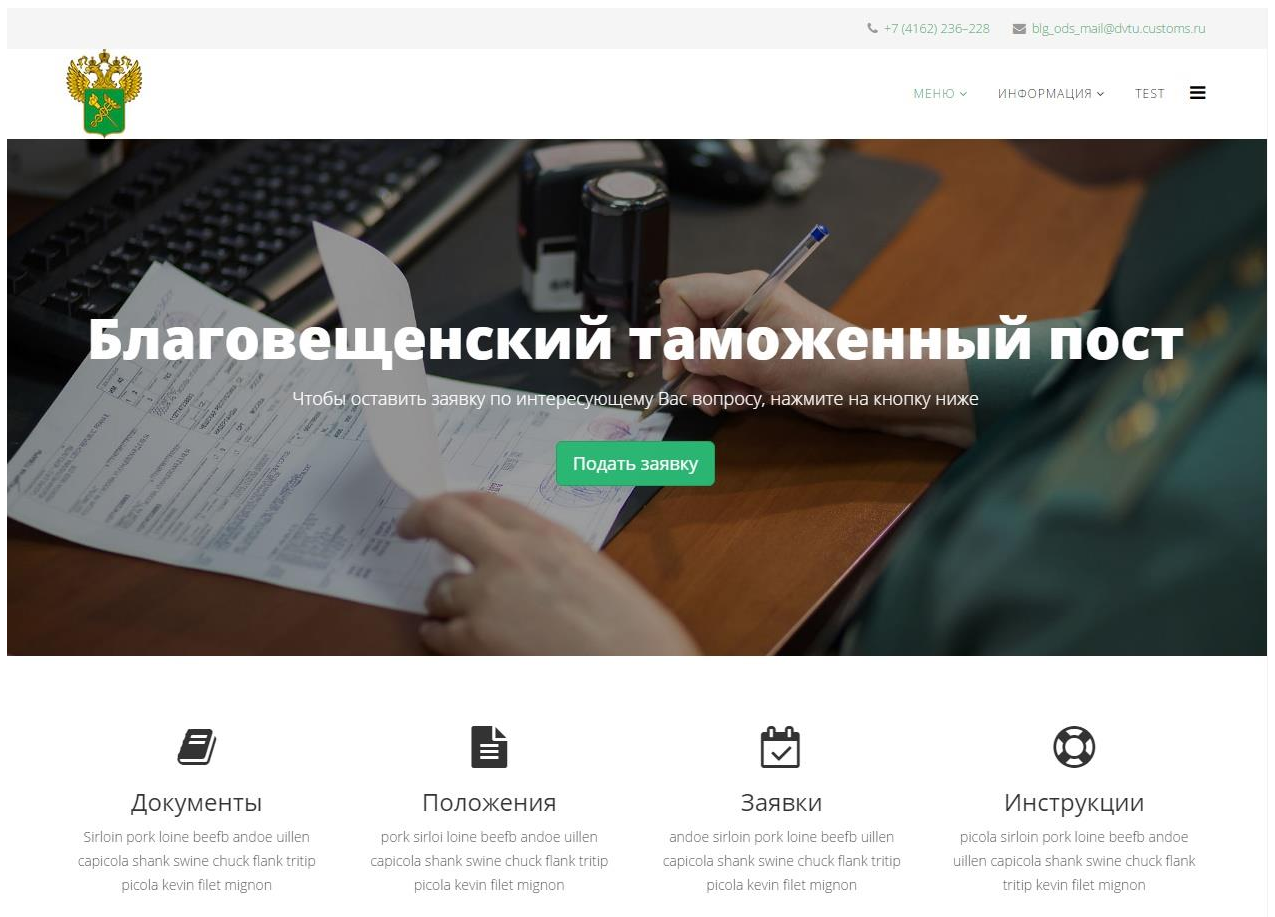 +7 (4162) 236–228 blg_ods_mail@dvtu.customs.ru
МЕНЮ ИНФОРМАЦИЯ TEST
Благовещенский таможенный пост
Чтобы оставить заявку по интересующему Вас вопросу, нажмите на кнопку ниже
Подать заявку
Документы
Sirloin pork loine beefb andoe uillen
capicola shank swine chuck flank tritip
picola kevin filet mignon
Положения
pork sirloi loine beefb andoe uillen
capicola shank swine chuck flank tritip
picola kevin filet mignon
Заявки
andoe sirloin pork loine beefb uillen
capicola shank swine chuck flank tritip
picola kevin filet mignon
Инструкции
picola sirloin pork loine beefb andoe
uillen capicola shank swine chuck flank
tritip kevin filet mignon